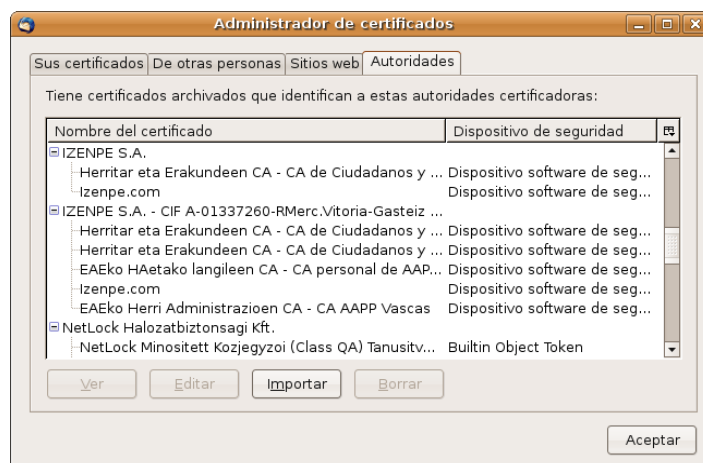 Administrador de certificados
Sus certificados De otras personas Sitios web Autoridades
Tiene certificados archivados que identifican a estas autoridades certificadoras:
Nombre del certificado Dispositivo de seguridad
IZENPE S.A.
Herritar eta Erakundeen CA - CA de Ciudadanos y ... Dispositivo software de seg...
Izenpe.com Dispositivo software de seg...
IZENPE S.A. - CIF A-01337260-RMerc.Vitoria-Gasteiz ...
Herritar eta Erakundeen CA - CA de Ciudadanos y ... Dispositivo software de seg...
Herritar eta Erakundeen CA - CA de Ciudadanos y ... Dispositivo software de seg...
EAEko HAetako langileen CA - CA personal de AAP... Dispositivo software de seg...
Izenpe.com Dispositivo software de seg...
EAEko Herri Administrazioen CA - CA AAPP Vascas Dispositivo software de seg...
NetLock Halozatbiztonsagi Kft.
NetLock Minositett Kozjegyzoi (Class QA) Tanusitv... Builtin Object Token
Ver Editar Importar Borrar
Aceptar